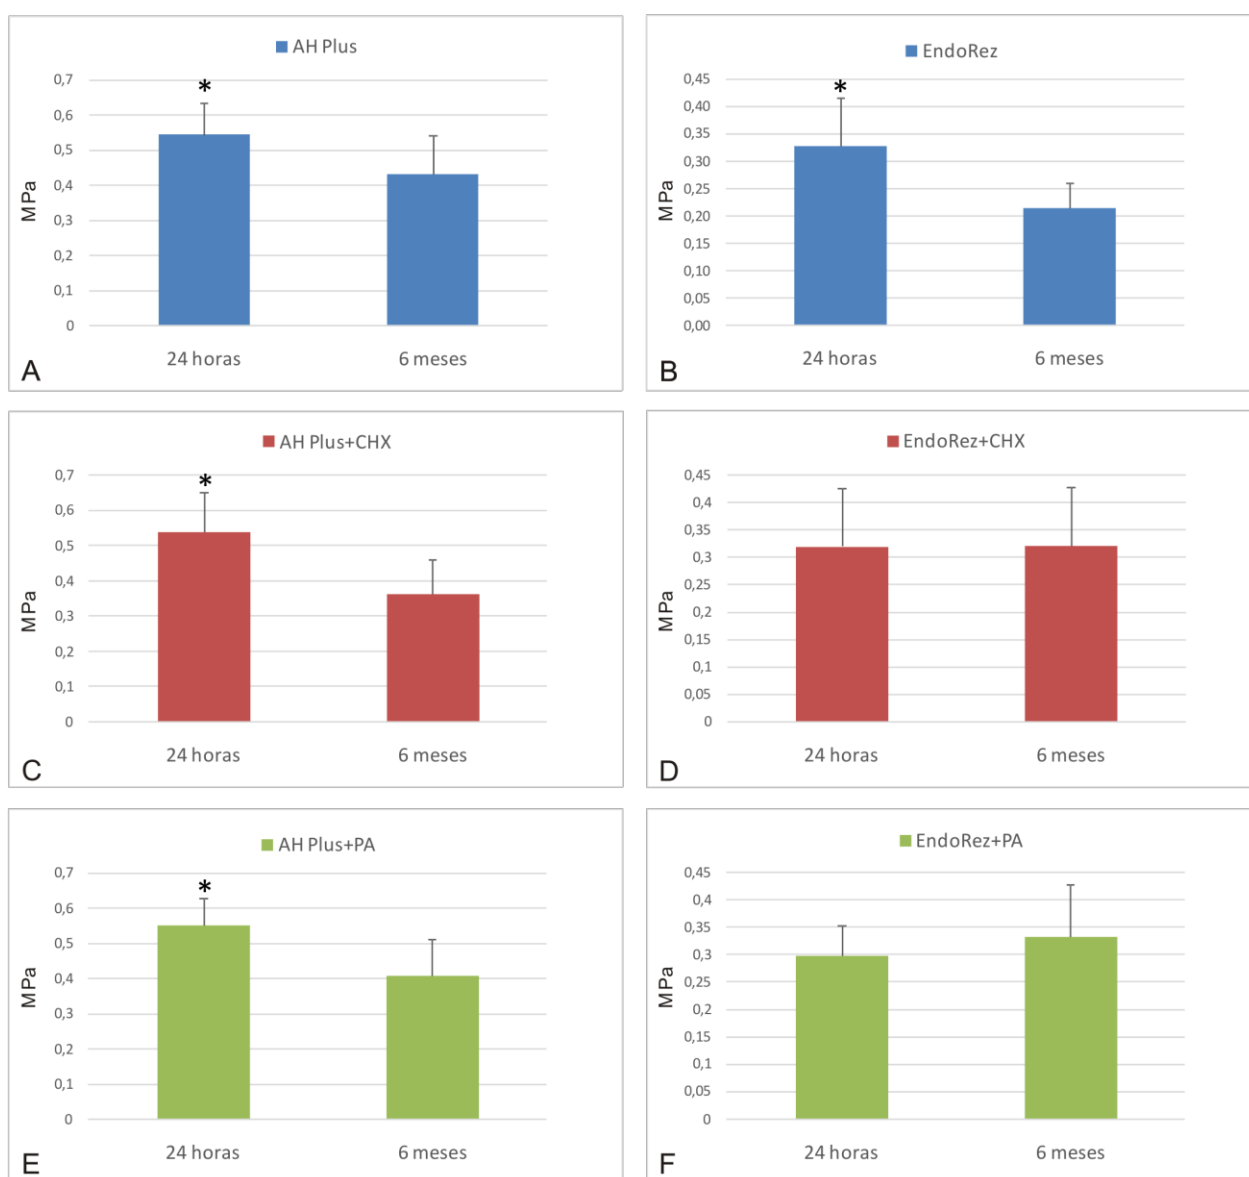 AH Plus
0,7
0,6
0,5
0,4
0,3
0,2
0,1
0
MPa
*
24 horas 6 meses
A
EndoRez
0,45
0,40
0,35
0,30
0,25
0,20
0,15
0,10
0,05
0,00
MPa
*
24 horas 6 meses
B
AH Plus+CHX
0,7
0,6
0,5
0,4
0,3
0,2
0,1
0
MPa
*
24 horas 6 meses
C
EndoRez+CHX
0,45
0,4
0,35
0,3
0,25
0,2
0,15
0,1
0,05
0
MPa
24 horas 6 meses
D
AH Plus+PA
0,7
0,6
0,5
0,4
0,3
0,2
0,1
0
MPa
*
24 horas 6 meses
E
EndoRez+PA
0,45
0,4
0,35
0,3
0,25
0,2
0,15
0,1
0,05
0
MPa
24 horas 6 meses
F